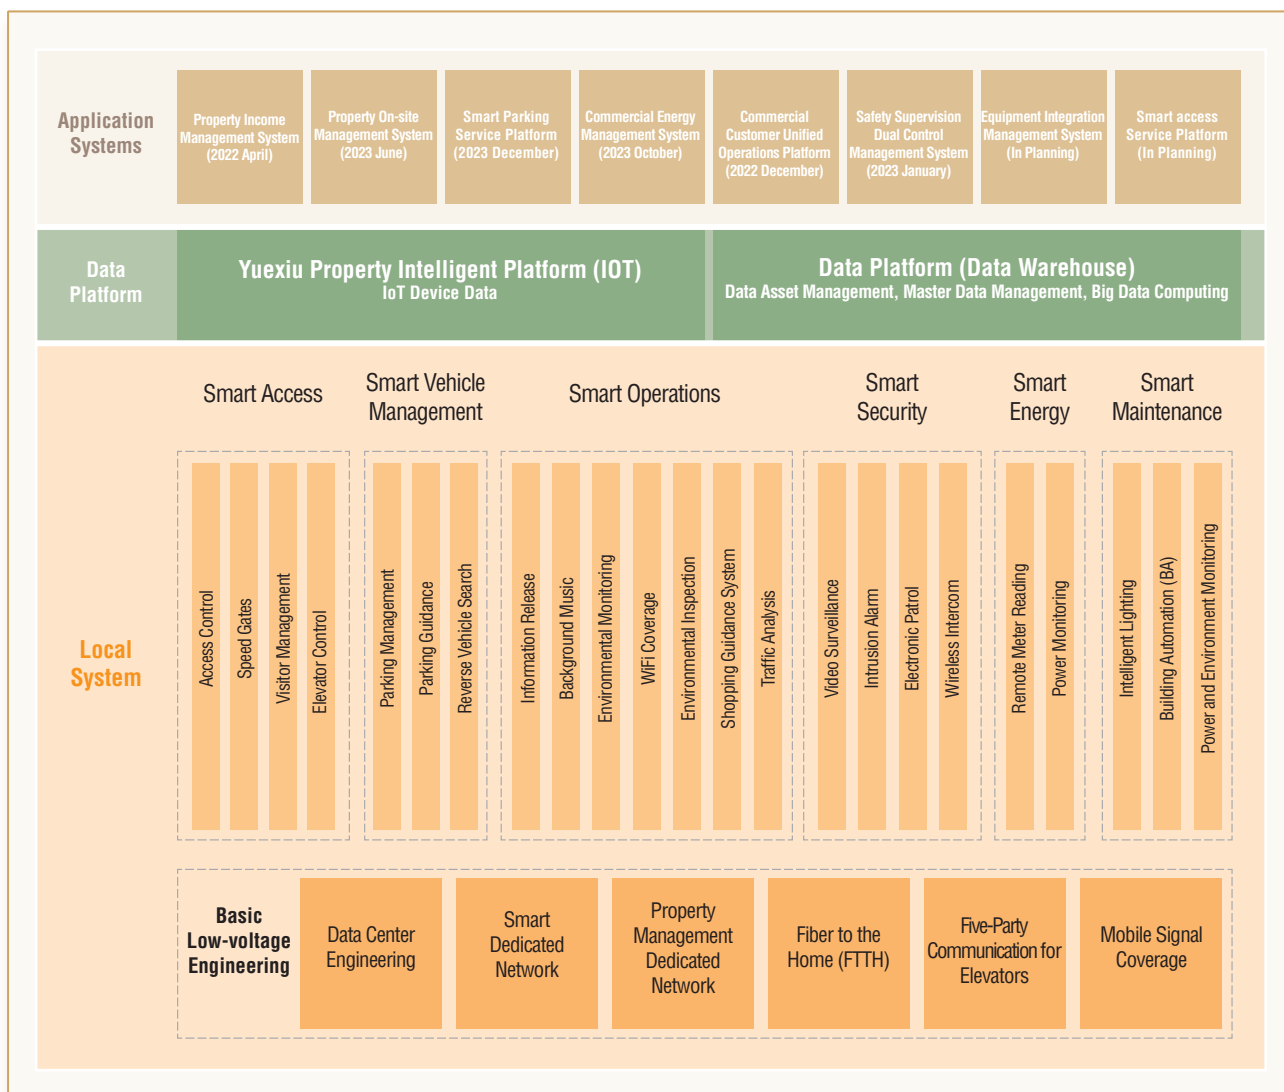 Application
Systems
Property Income
Management System
(2022 April)
Property On-site
Management System
(2023 June)
Smart Parking
Service Platform
(2023 December)
Commercial Energy
Management System
(2023 October)
Commercial
Customer Unified
Operations Platform
(2022 December)
Safety Supervision
Dual Control
Management System
(2023 January)
Equipment Integration
Management System
(In Planning)
Smart access
Service Platform
(In Planning)
Data
Platform
Yuexiu Property Intelligent Platform (IOT)
IoT Device Data
Data Platform (Data Warehouse)
Data Asset Management, Master Data Management, Big Data Computing
Local
System
Smart Access
Access Control
Speed Gates
Visitor Management
Elevator Control
Smart Vehicle
Management
Parking Management
Parking Guidance
Reverse Vehicle Search
Smart Operations
Information Release
Background Music
Environmental Monitoring
WiFi Coverage
Environmental Inspection
Shopping Guidance System
Traffic Analysis
Smart
Security
Video Surveillance
Intrusion Alarm
Electronic Patrol
Wireless Intercom
Smart
Energy
Remote Meter Reading
Power Monitoring
Smart
Maintenance
Intelligent Lighting
Building Automation (BA)
Power and Environment Monitoring
Basic
Low-voltage
Engineering
Data Center
Engineering
Smart
Dedicated
Network
Property
Management
Dedicated
Network
Fiber to the
Home (FTTH)
Five-Party
Communication for
Elevators
Mobile Signal
Coverage